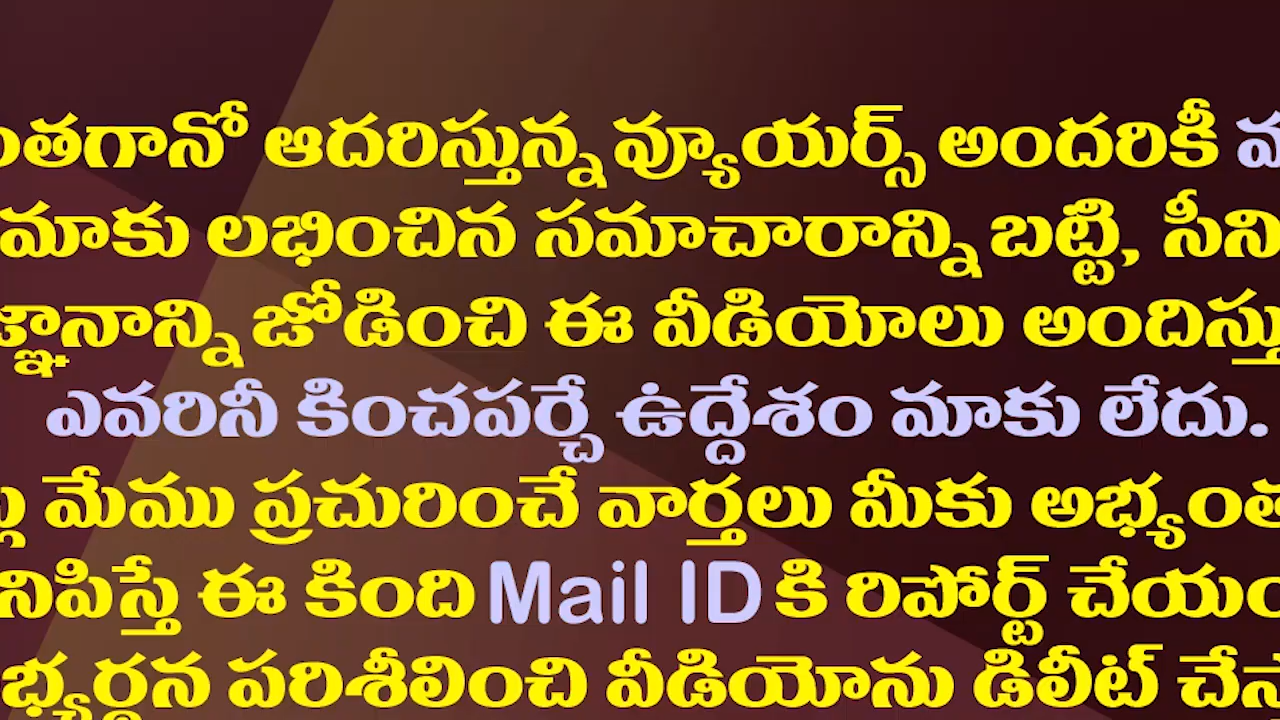 ంతగానో ఆదరిస్తున్న వ్యూయర్స్ అందరికీ
మాకు లభించిన సమాచారాన్ని బట్టి, సీని
జ్ఞానాన్ని జోడించి ఈ వీడియోలు అందిస్తు
ఎవరినీ కించపర్చే ఉద్దేశం మాకు లేదు.
మేము ప్రచురించే వార్తలు మీకు అభ్యంత
నిపిస్తే ఈ కింది Mail ID కి రిపోర్ట్ చేయం
భ్యర్థన పరిశీలించి వీడియోను డిలీట్ చేస